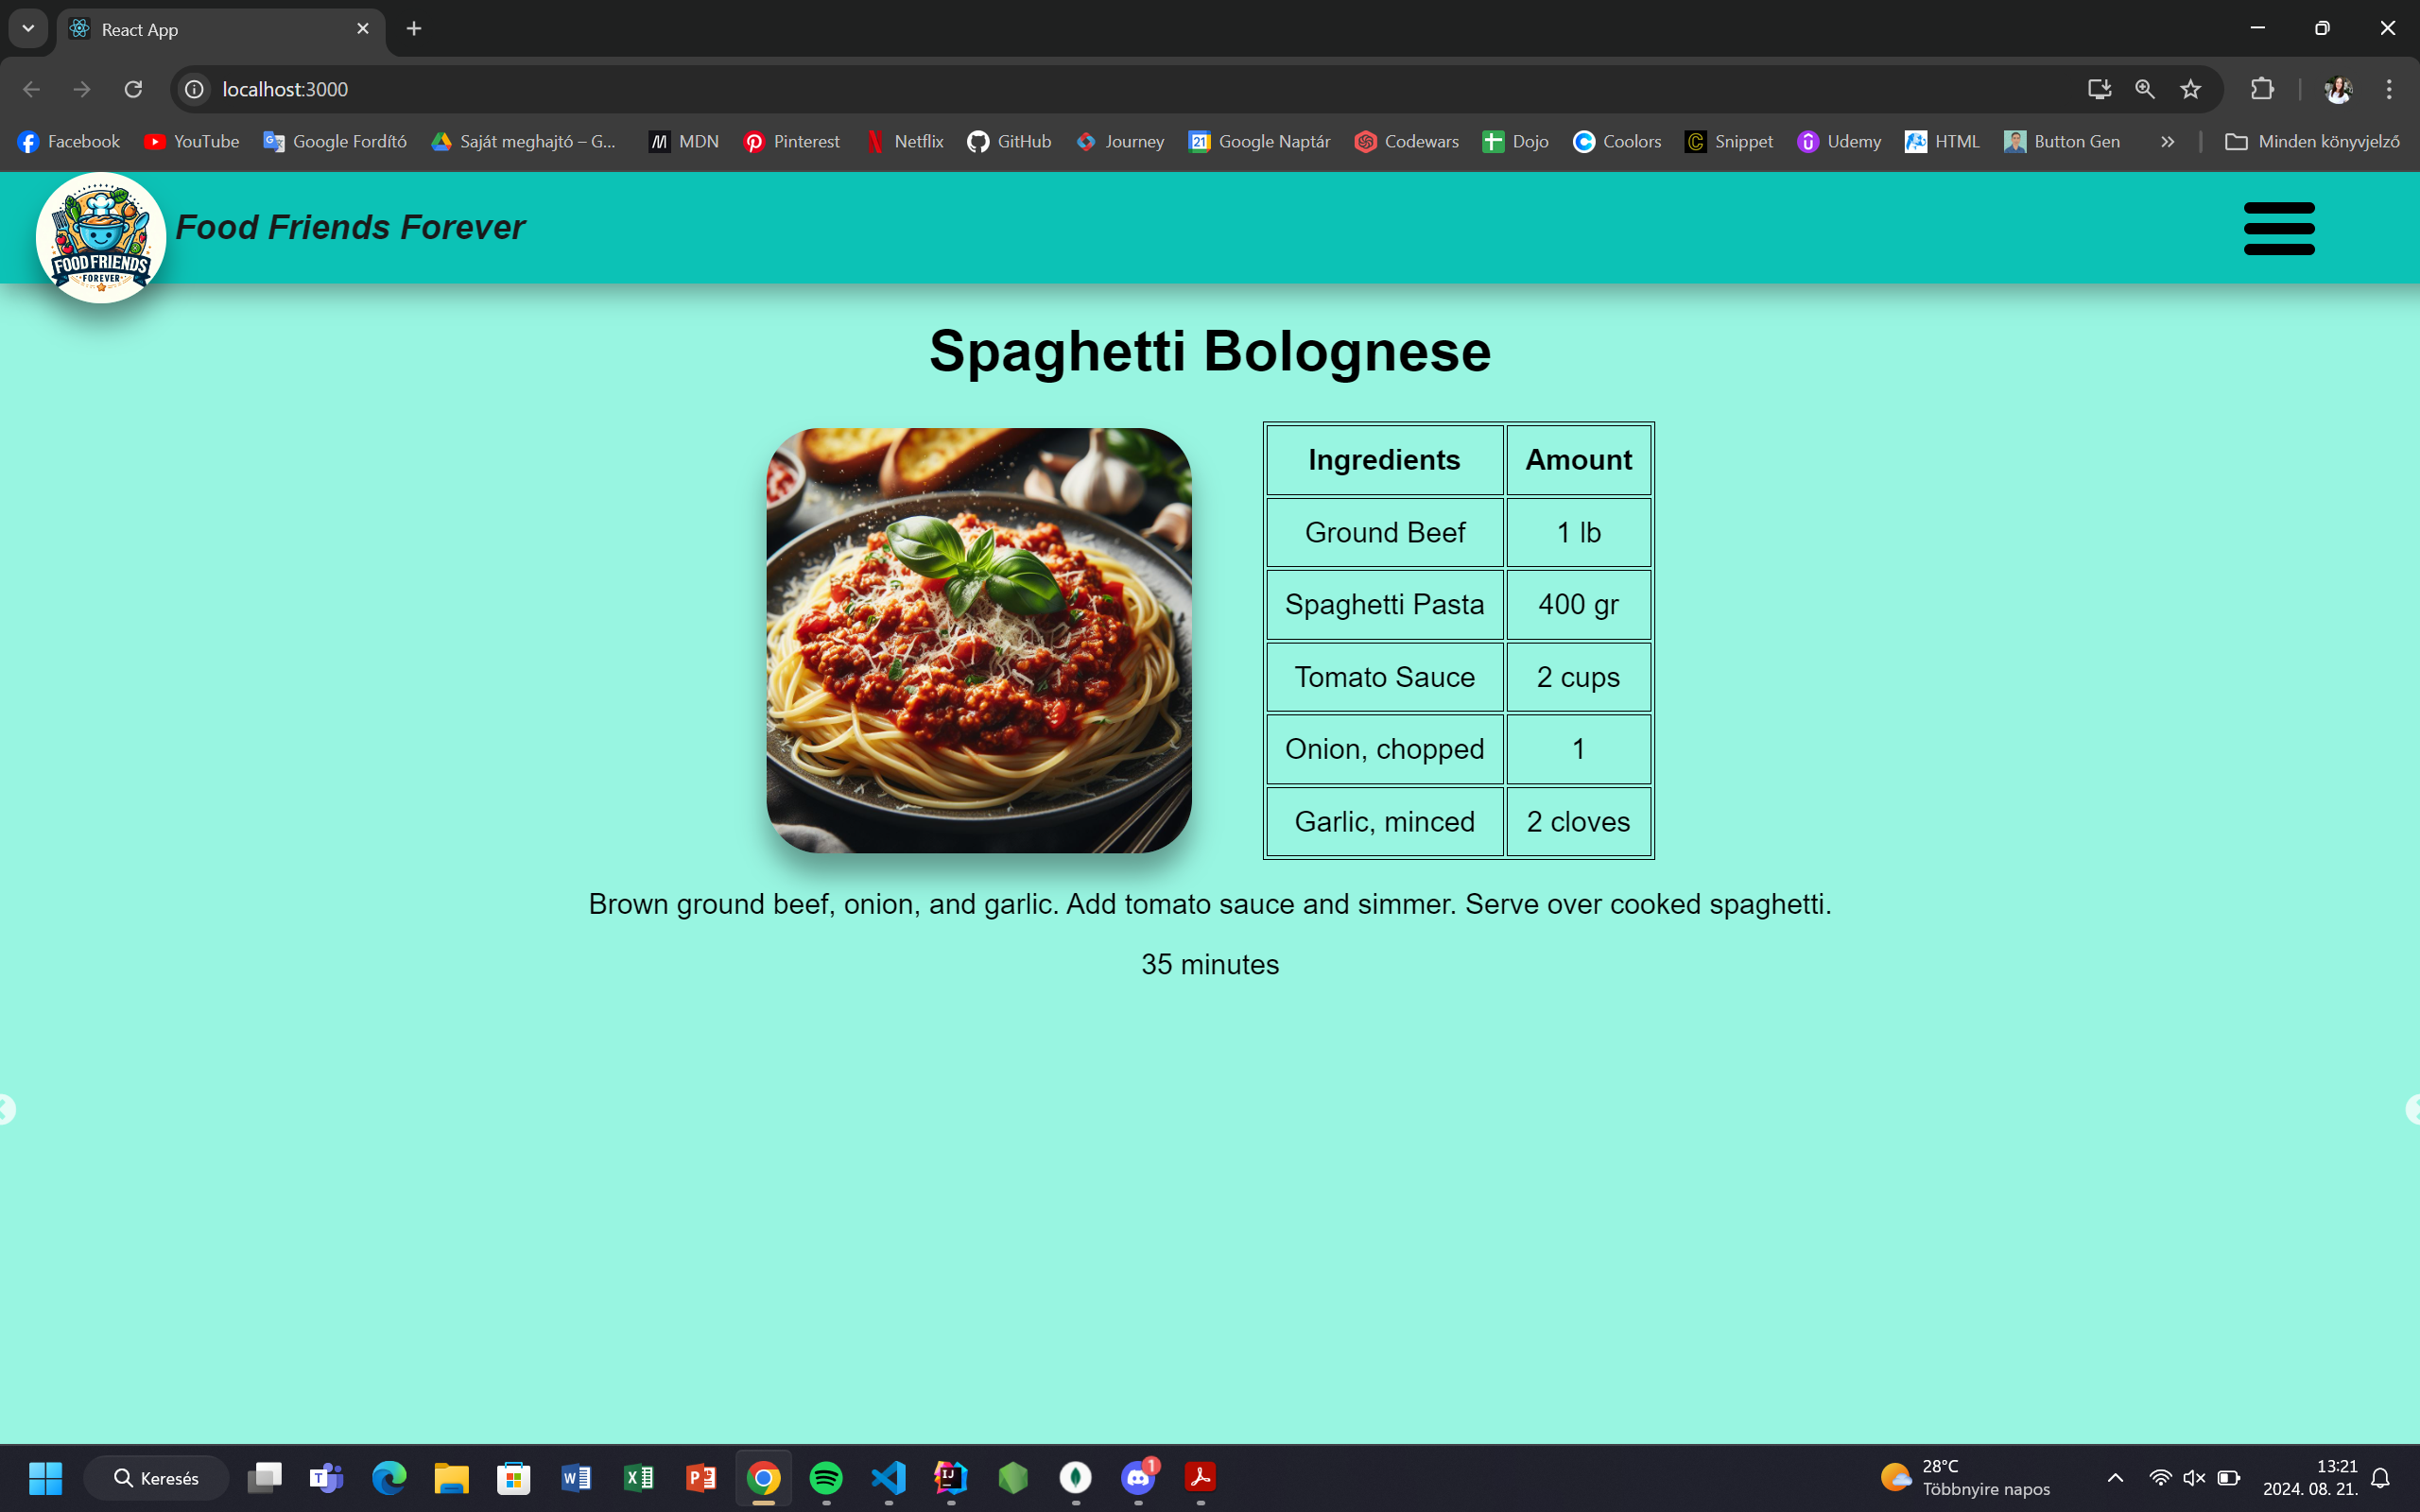 React App
localhost:3000
Facebook YouTube Google Fordító Saját meghajtó – G... MDN Pinterest Netflix GitHub Journey Google Naptár Codewars Dojo Coolors Snippet Udemy HTML Button Gen » Minden könyvjelző
Food Friends Forever
FOOD FRIENDS
FOREVER
Spaghetti Bolognese
Ingredients Amount
Ground Beef 1 lb
Spaghetti Pasta 400 gr
Tomato Sauce 2 cups
Onion, chopped 1
Garlic, minced 2 cloves
Brown ground beef, onion, and garlic. Add tomato sauce and simmer. Serve over cooked spaghetti.
35 minutes
Keresés
28°C
Többnyire napos
13:21
2024. 08. 21.